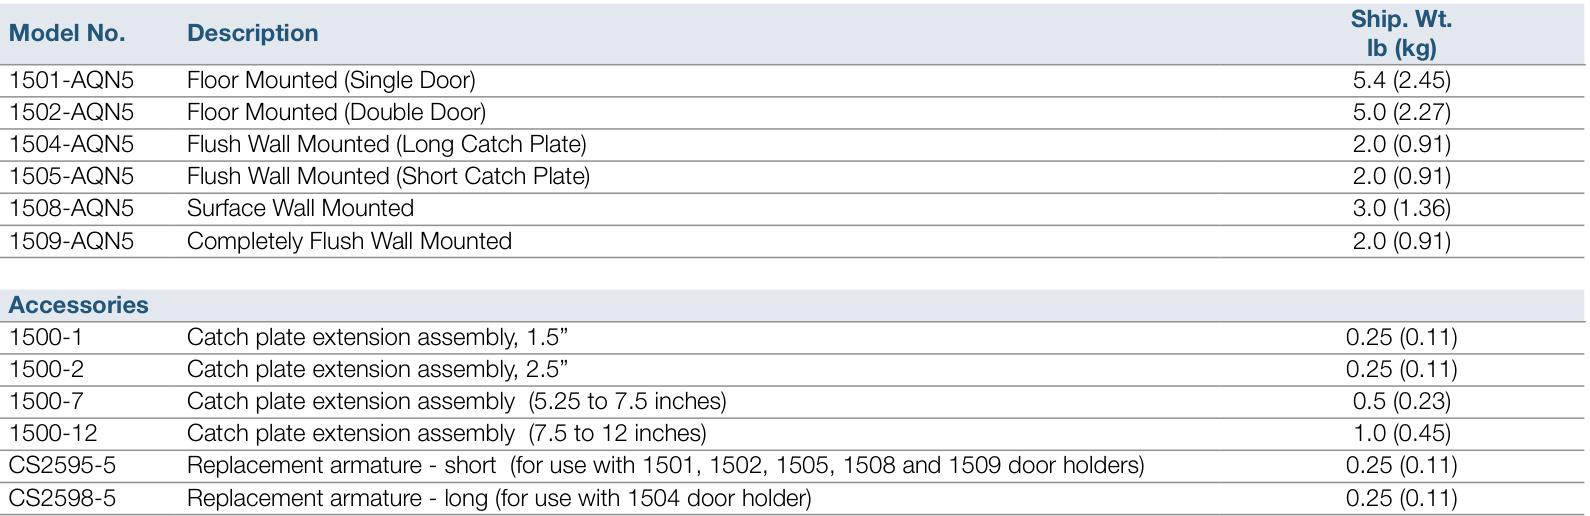 Model No. Description Ship. Wt. lb (kg)
1501-AQN5 Floor Mounted (Single Door) 5.4 (2.45)
1502-AQN5 Floor Mounted (Double Door) 5.0 (2.27)
1504-AQN5 Flush Wall Mounted (Long Catch Plate) 2.0 (0.91)
1505-AQN5 Flush Wall Mounted (Short Catch Plate) 2.0 (0.91)
1508-AQN5 Surface Wall Mounted 3.0 (1.36)
1509-AQN5 Completely Flush Wall Mounted 2.0 (0.91)
Accessories
1500-1 Catch plate extension assembly, 1.5” 0.25 (0.11)
1500-2 Catch plate extension assembly, 2.5” 0.25 (0.11)
1500-7 Catch plate extension assembly (5.25 to 7.5 inches) 0.5 (0.23)
1500-12 Catch plate extension assembly (7.5 to 12 inches) 1.0 (0.45)
CS2595-5 Replacement armature - short (for use with 1501, 1502, 1505, 1508 and 1509 door holders) 0.25 (0.11)
CS2598-5 Replacement armature - long (for use with 1504 door holder) 0.25 (0.11)